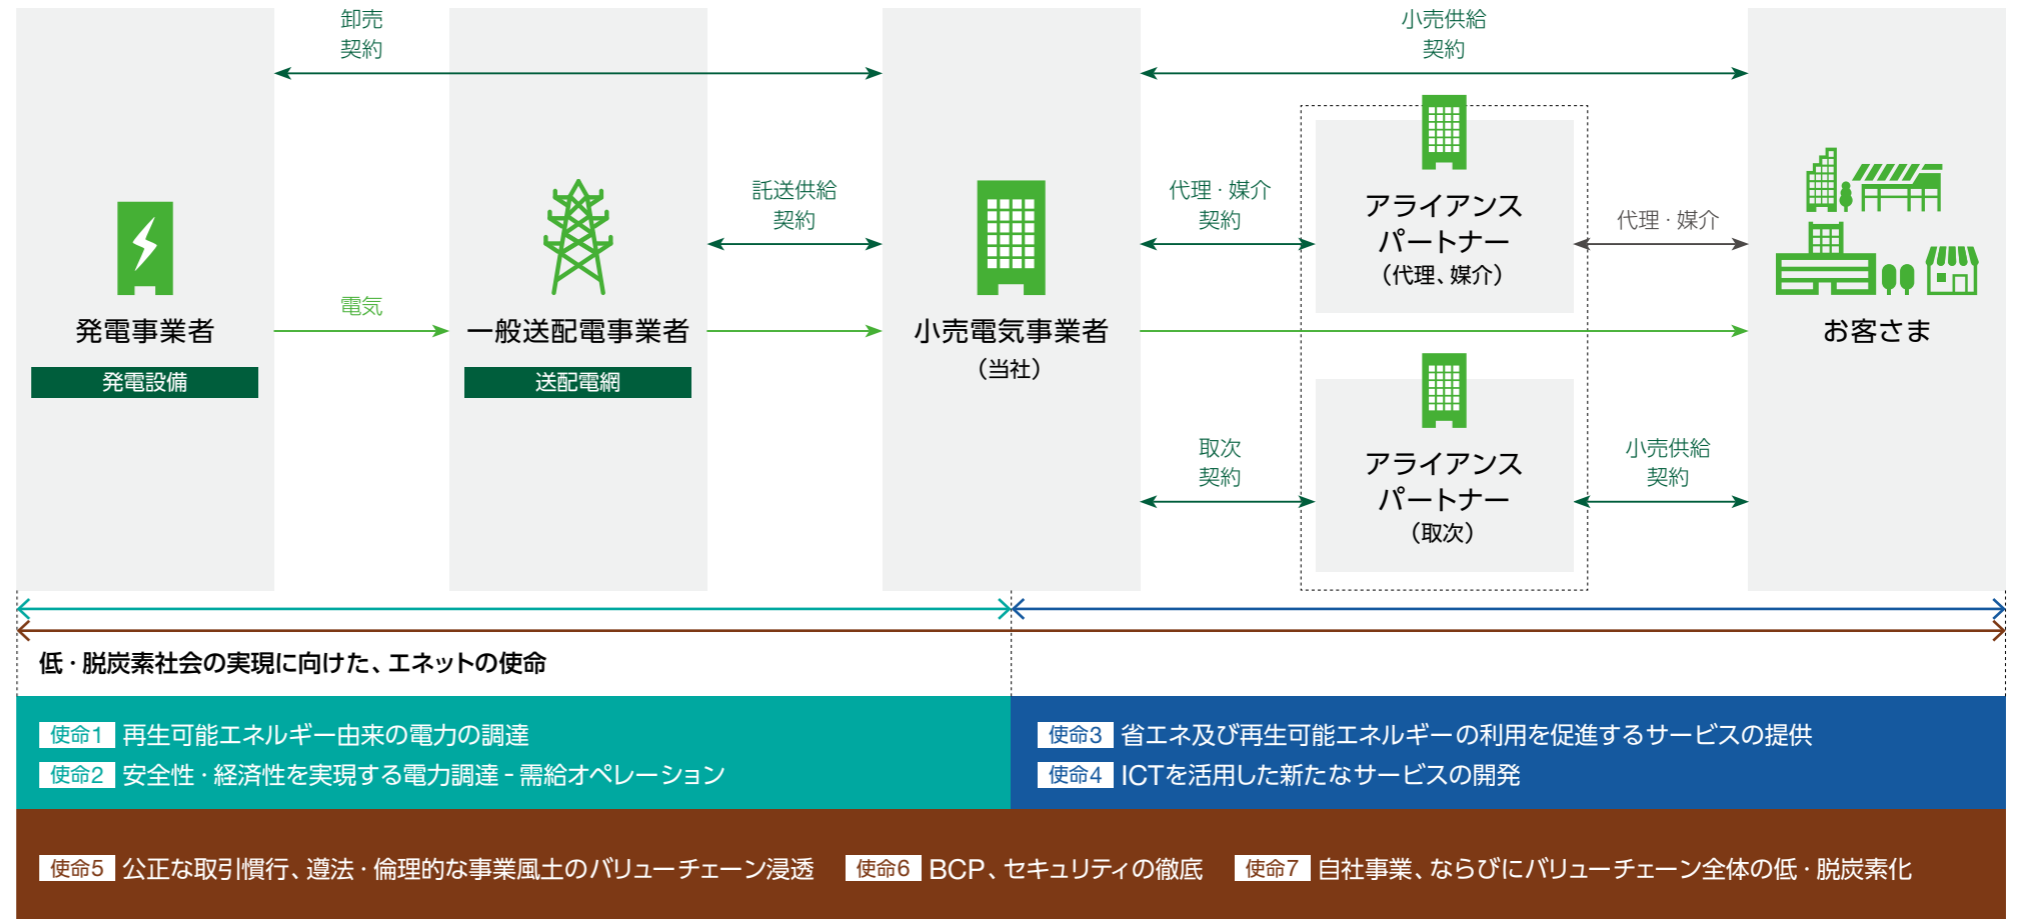 卸売
契約
小売供給
契約
託送供給
契約
代理・媒介
契約
アライアンス
パートナー
（代理、媒介）
代理・媒介
電気
発電事業者
発電設備
一般送配電事業者
送配電網
小売電気事業者
（当社）
お客さま
取次
契約
アライアンス
パートナー
（取次）
小売供給
契約
低・脱炭素社会の実現に向けた、エネットの使命
使命1 再生可能エネルギー由来の電力の調達
使命2 安全性・経済性を実現する電力調達 - 需給オペレーション
使命3 省エネ及び再生可能エネルギーの利用を促進するサービスの提供
使命4 ICTを活用した新たなサービスの開発
使命5 公正な取引慣行、遵法・倫理的な事業風土のバリューチェーン浸透 使命6 BCP、セキュリティの徹底 使命7 自社事業、ならびにバリューチェーン全体の低・脱炭素化